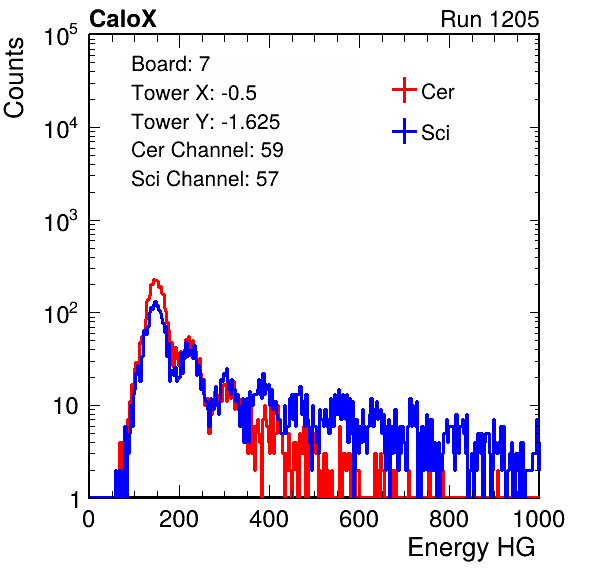 CaloX Run 1205
Counts
10^5
10^4
10^3
10^2
10
1
Board: 7
Tower X: -0.5
Tower Y: -1.625
Cer Channel: 59
Sci Channel: 57
Cer
Sci
0 200 400 600 800 1000
Energy HG